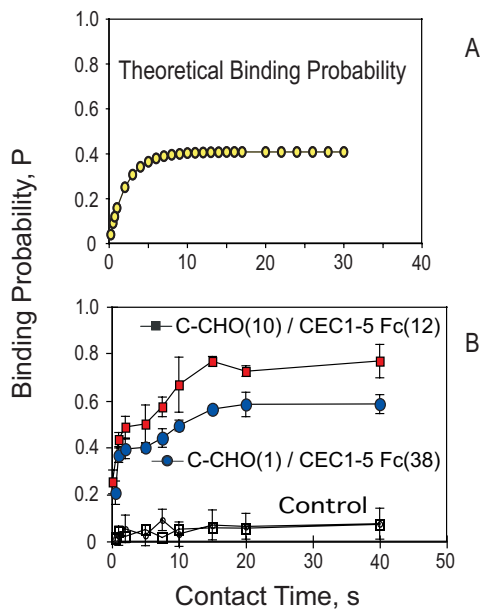 A
1.0
Theoretical Binding Probability
0.8
0.6
0.4
0.2
0
0 10 20 30 40
Binding Probability, P
B
1.0
C-CHO(10) / CEC1-5 Fc(12)
0.8
0.6
0.4
C-CHO(1) / CEC1-5 Fc(38)
0.2
Control
0
0 10 20 30 40 50
Contact Time, s